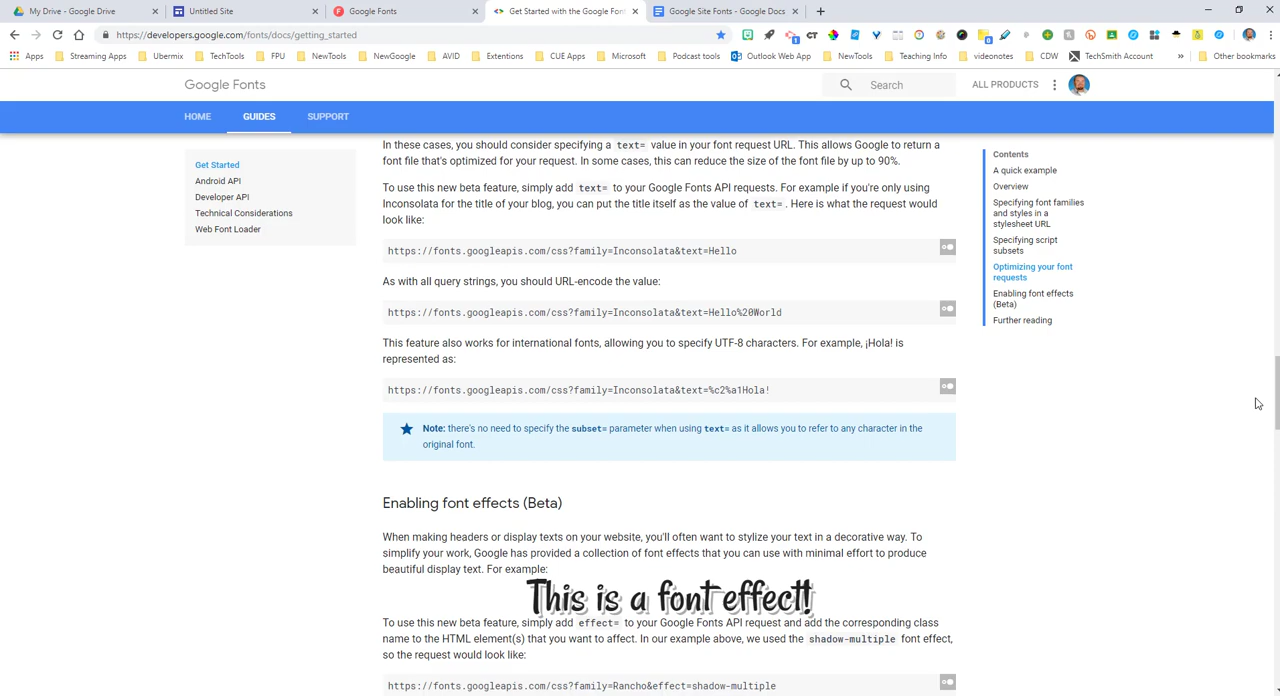 My Drive - Google Drive
Untitled Site
Google Fonts
Get Started with the Google Fon
Google Site Fonts - Google Docs
https://developers.google.com/fonts/docs/getting_started
Apps
Streaming Apps
Ubermix
TechTools
FPU
NewTools
NewGoogle
AVID
Extentions
CUE Apps
Microsoft
Podcast tools
Outlook Web App
NewTools
Teaching Info
videonotes
CDW
TechSmith Account
»
Other bookmarks
Google Fonts
Search
ALL PRODUCTS
HOME
GUIDES
SUPPORT
Get Started
Android API
Developer API
Technical Considerations
Web Font Loader
In these cases, you should consider specifying a text= value in your font request URL. This allows Google to return a
font file that's optimized for your request. In some cases, this can reduce the size of the font file by up to 90%.
To use this new beta feature, simply add text= to your Google Fonts API requests. For example if you're only using
Inconsolata for the title of your blog, you can put the title itself as the value of text= . Here is what the request would
look like:
https://fonts.googleapis.com/css?family=Inconsolata&text=Hello
As with all query strings, you should URL-encode the value:
https://fonts.googleapis.com/css?family=Inconsolata&text=Hello%20World
This feature also works for international fonts, allowing you to specify UTF-8 characters. For example, ¡Hola! is
represented as:
https://fonts.googleapis.com/css?family=Inconsolata&text=%c2%a1Hola!
Note: there's no need to specify the subset= parameter when using text= as it allows you to refer to any character in the
original font.
Enabling font effects (Beta)
When making headers or display texts on your website, you'll often want to stylize your text in a decorative way. To
simplify your work, Google has provided a collection of font effects that you can use with minimal effort to produce
beautiful display text. For example:
This is a font effect!
To use this new beta feature, simply add effect= to your Google Fonts API request and add the corresponding class
name to the HTML element(s) that you want to affect. In our example above, we used the shadow-multiple font effect,
so the request would look like:
https://fonts.googleapis.com/css?family=Rancho&effect=shadow-multiple
Contents
A quick example
Overview
Specifying font families
and styles in a
stylesheet URL
Specifying script
subsets
Optimizing your font
requests
Enabling font effects
(Beta)
Further reading